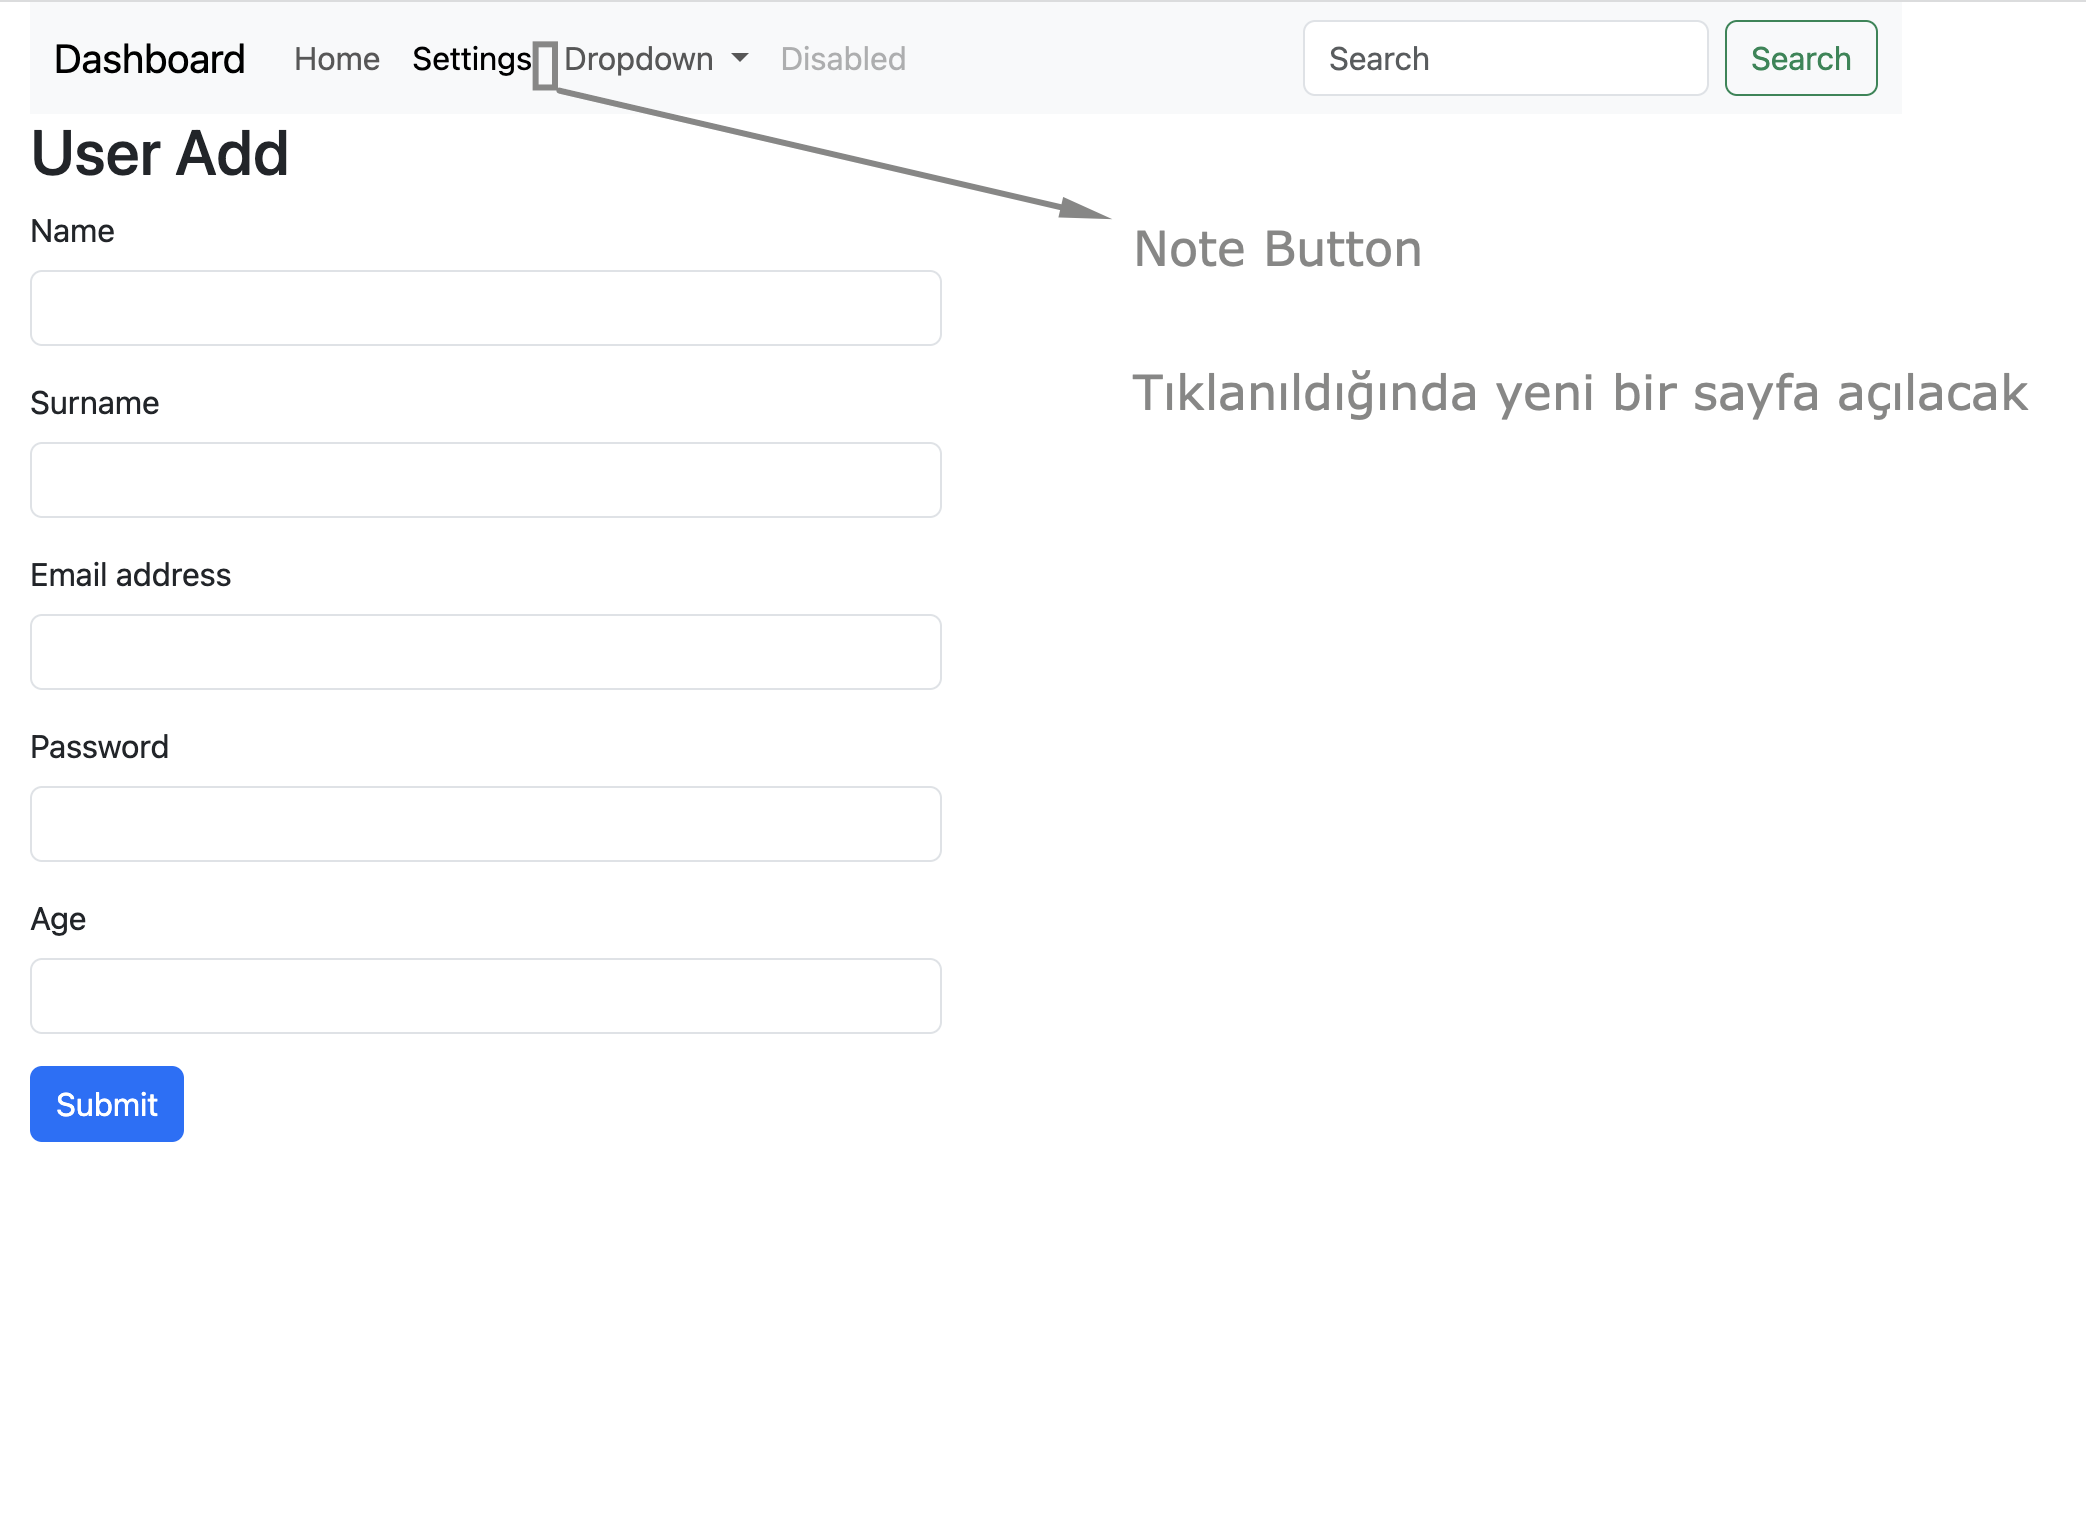 Dashboard Home Settings Dropdown Disabled Search Search
User Add
Name
Note Button
Tıklanıldığında yeni bir sayfa açılacak
Surname
Email address
Password
Age
Submit